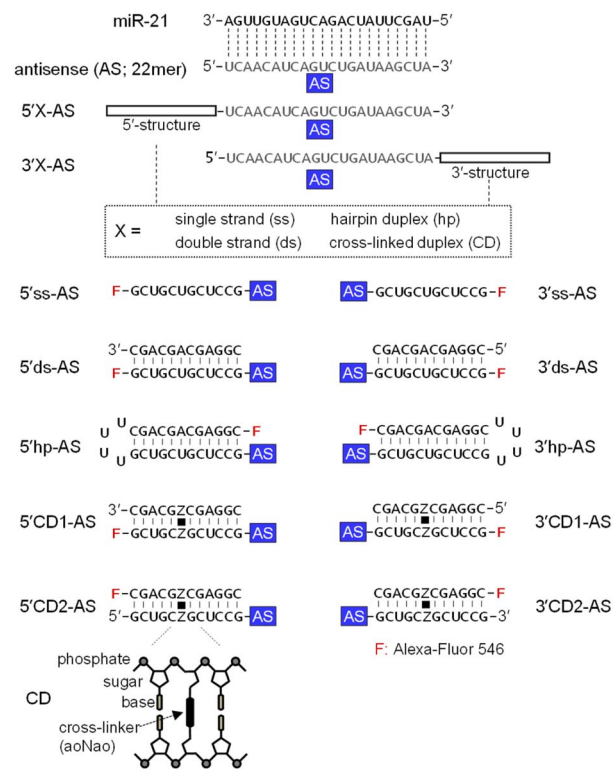 miR-21 3′-AGUUGUAGUCAGACUAUUCGAU-5′
antisense (AS; 22mer) 5′-UCAACAUCAGUCUGAUAAGCUA-3′
AS
5′X-AS -UCAACAUCAGUCUGAUAAGCUA-3′
5′-structure AS
3′X-AS 5′-UCAACAUCAGUCUGAUAAGCUA-
AS 3′-structure
X = single strand (ss) hairpin duplex (hp)
double strand (ds) cross-linked duplex (CD)
5′ss-AS F-GCUGCUGCUCCG-AS AS-GCUGCUGCUCCG-F 3′ss-AS
3′-CGACGACGAGGC CGACGACGAGGC-5′
5′ds-AS F-GCUGCUGCUCCG-AS AS-GCUGCUGCUCCG-F 3′ds-AS
U U CGACGACGAGGC-F F-CGACGACGAGGC U U
5′hp-AS U U GCUGCUGCUCCG-AS AS-GCUGCUGCUCCG U U 3′hp-AS
3′-CGACGZCGAGGC CGACGZCGAGGC-5′
5′CD1-AS F-GCUGCZGCUCCG-AS AS-GCUGCZGCUCCG-F 3′CD1-AS
F-CGACGZCGAGGC CGACGZCGAGGC-F
5′CD2-AS 5′-GCUGCZGCUCCG-AS AS-GCUGCZGCUCCG-3′ 3′CD2-AS
F: Alexa-Fluor 546
phosphate
sugar
CD base
cross-linker
(aoNao)